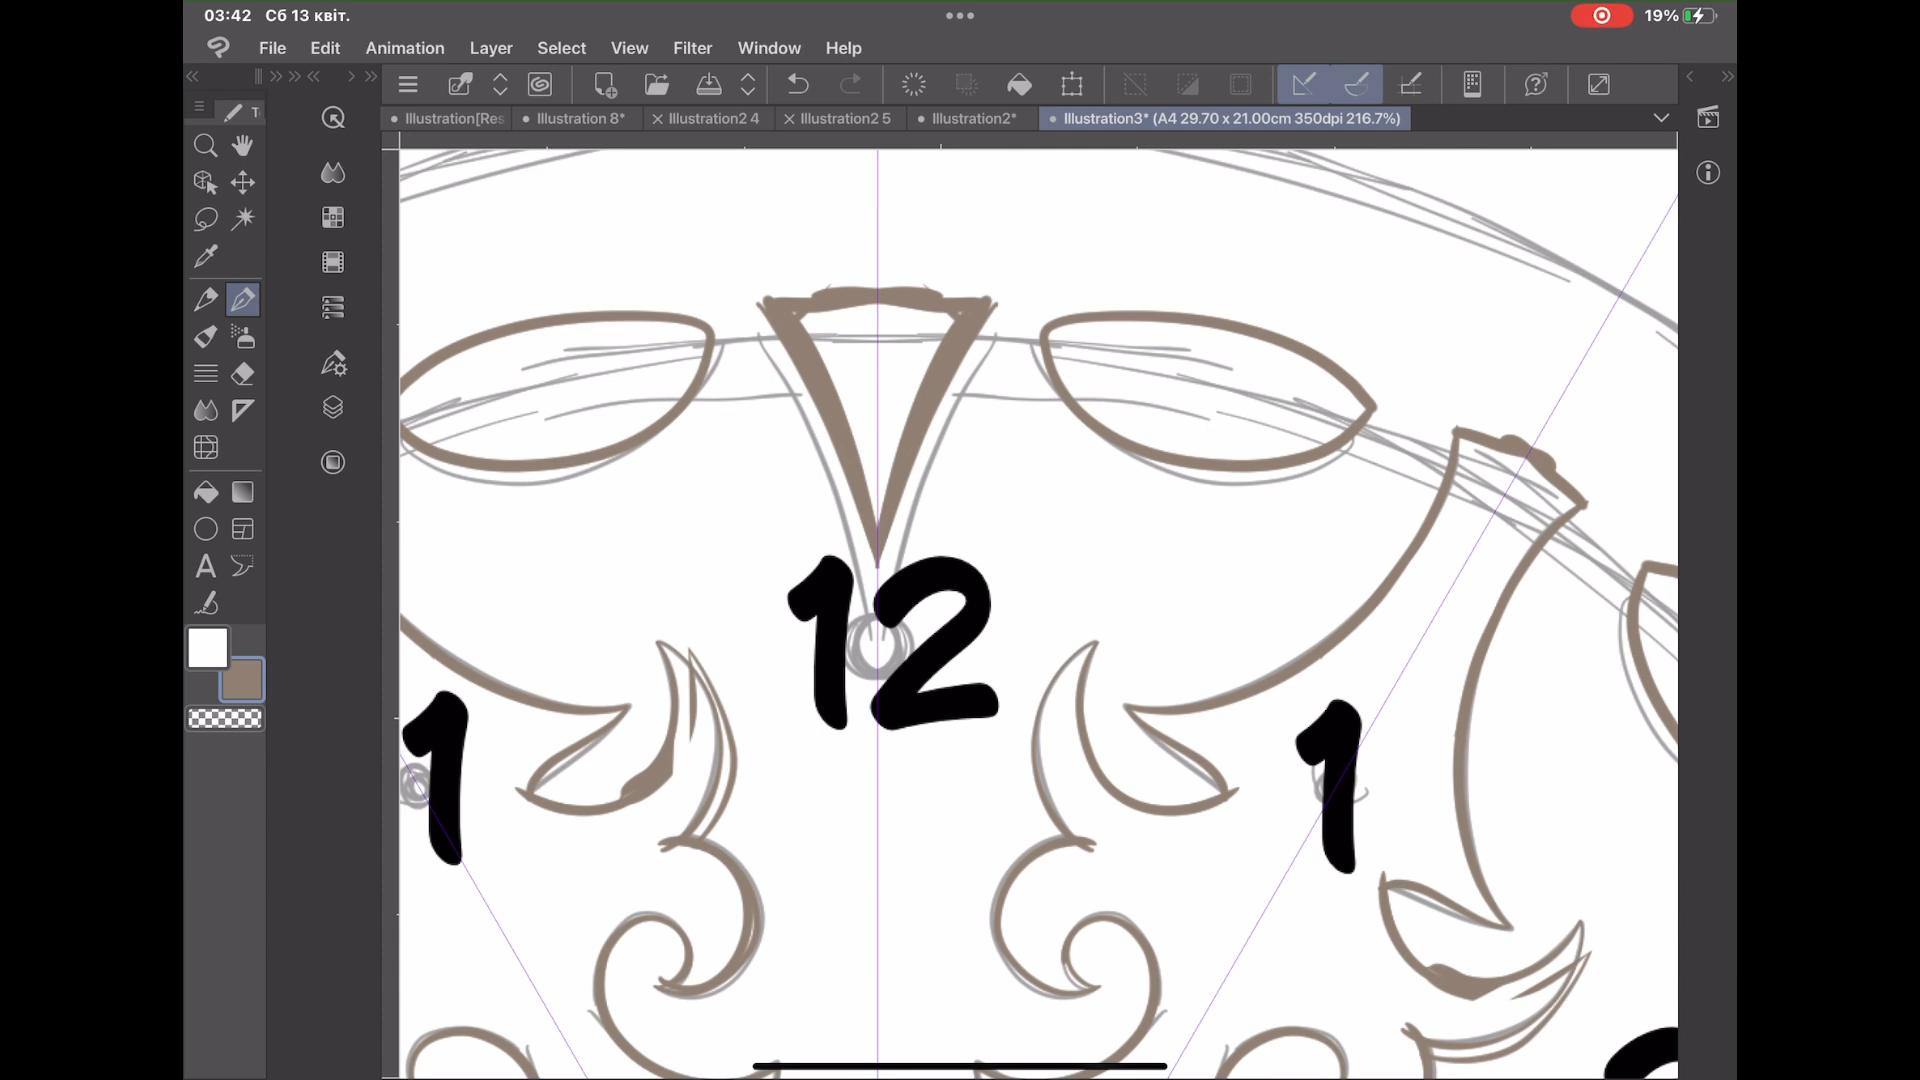 03:42 Сб 13 квіт.
19%
File Edit Animation Layer Select View Filter Window Help
T
Illustration[Res Illustration 8* Illustration2 4 Illustration2 5 Illustration2* Illustration3* (A4 29.70 x 21.00cm 350dpi 216.7%)
A
12
1
1